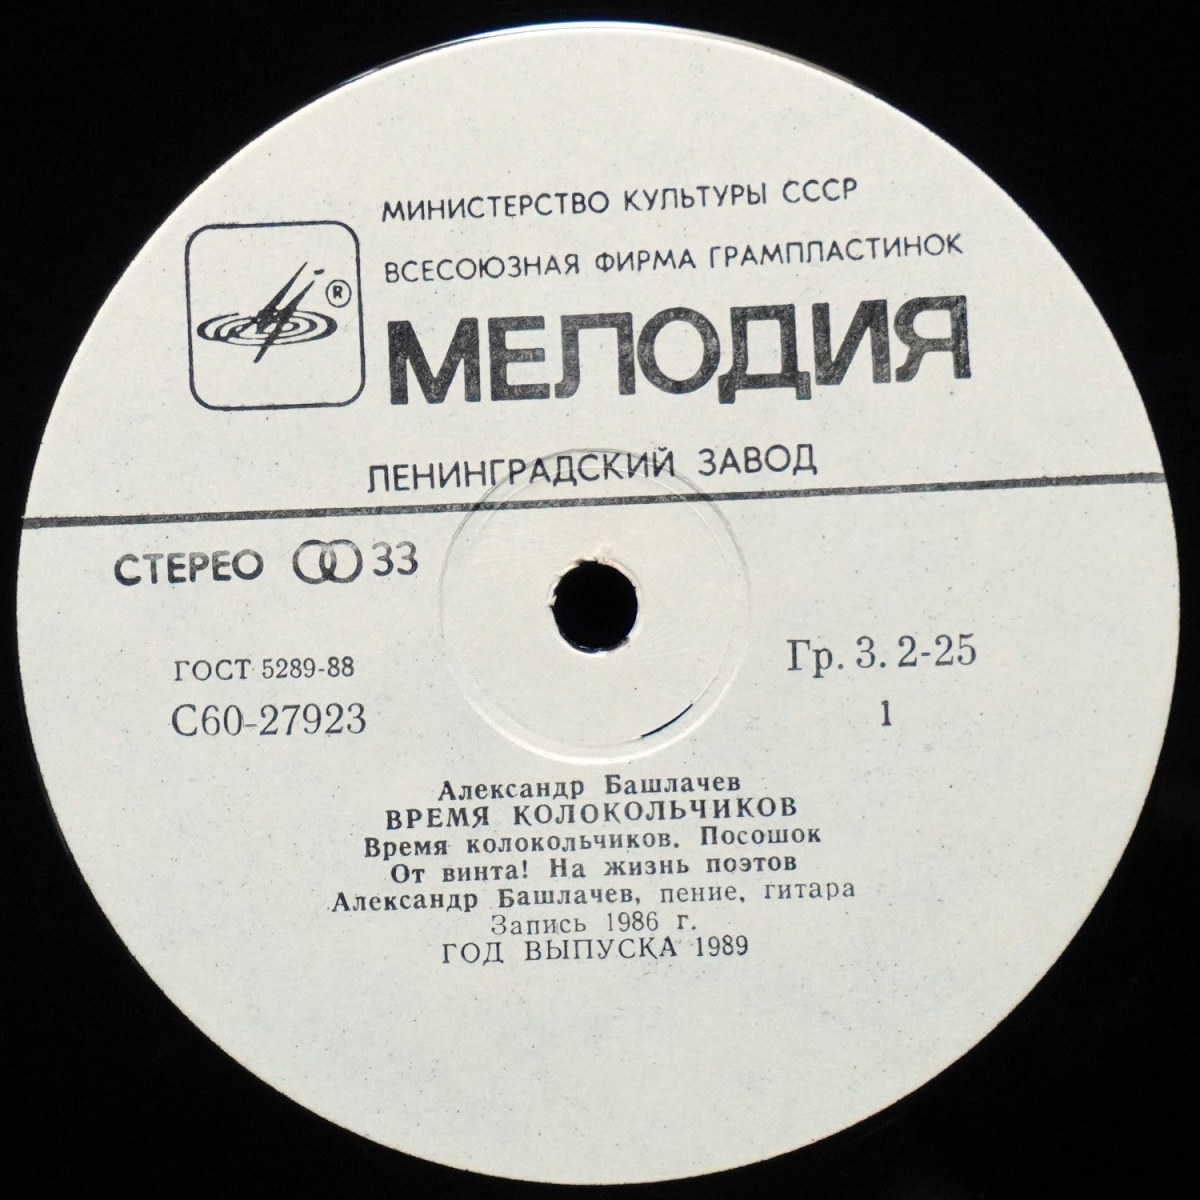 МИНИСТЕРСТВО КУЛЬТУРЫ СССР
ВСЕСОЮЗНАЯ ФИРМА ГРАМПЛАСТИНОК
®
МЕЛОДИЯ
ЛЕНИНГРАДСКИЙ ЗАВОД
СТЕРЕО 33
ГОСТ 5289-88
Гр. 3. 2-25
С60-27923
1
Александр Башлачев
ВРЕМЯ КОЛОКОЛЬЧИКОВ
Время колокольчиков. Посошок
От винта! На жизнь поэтов
Александр Башлачев, пение, гитара
Запись 1986 г.
ГОД ВЫПУСКА 1989